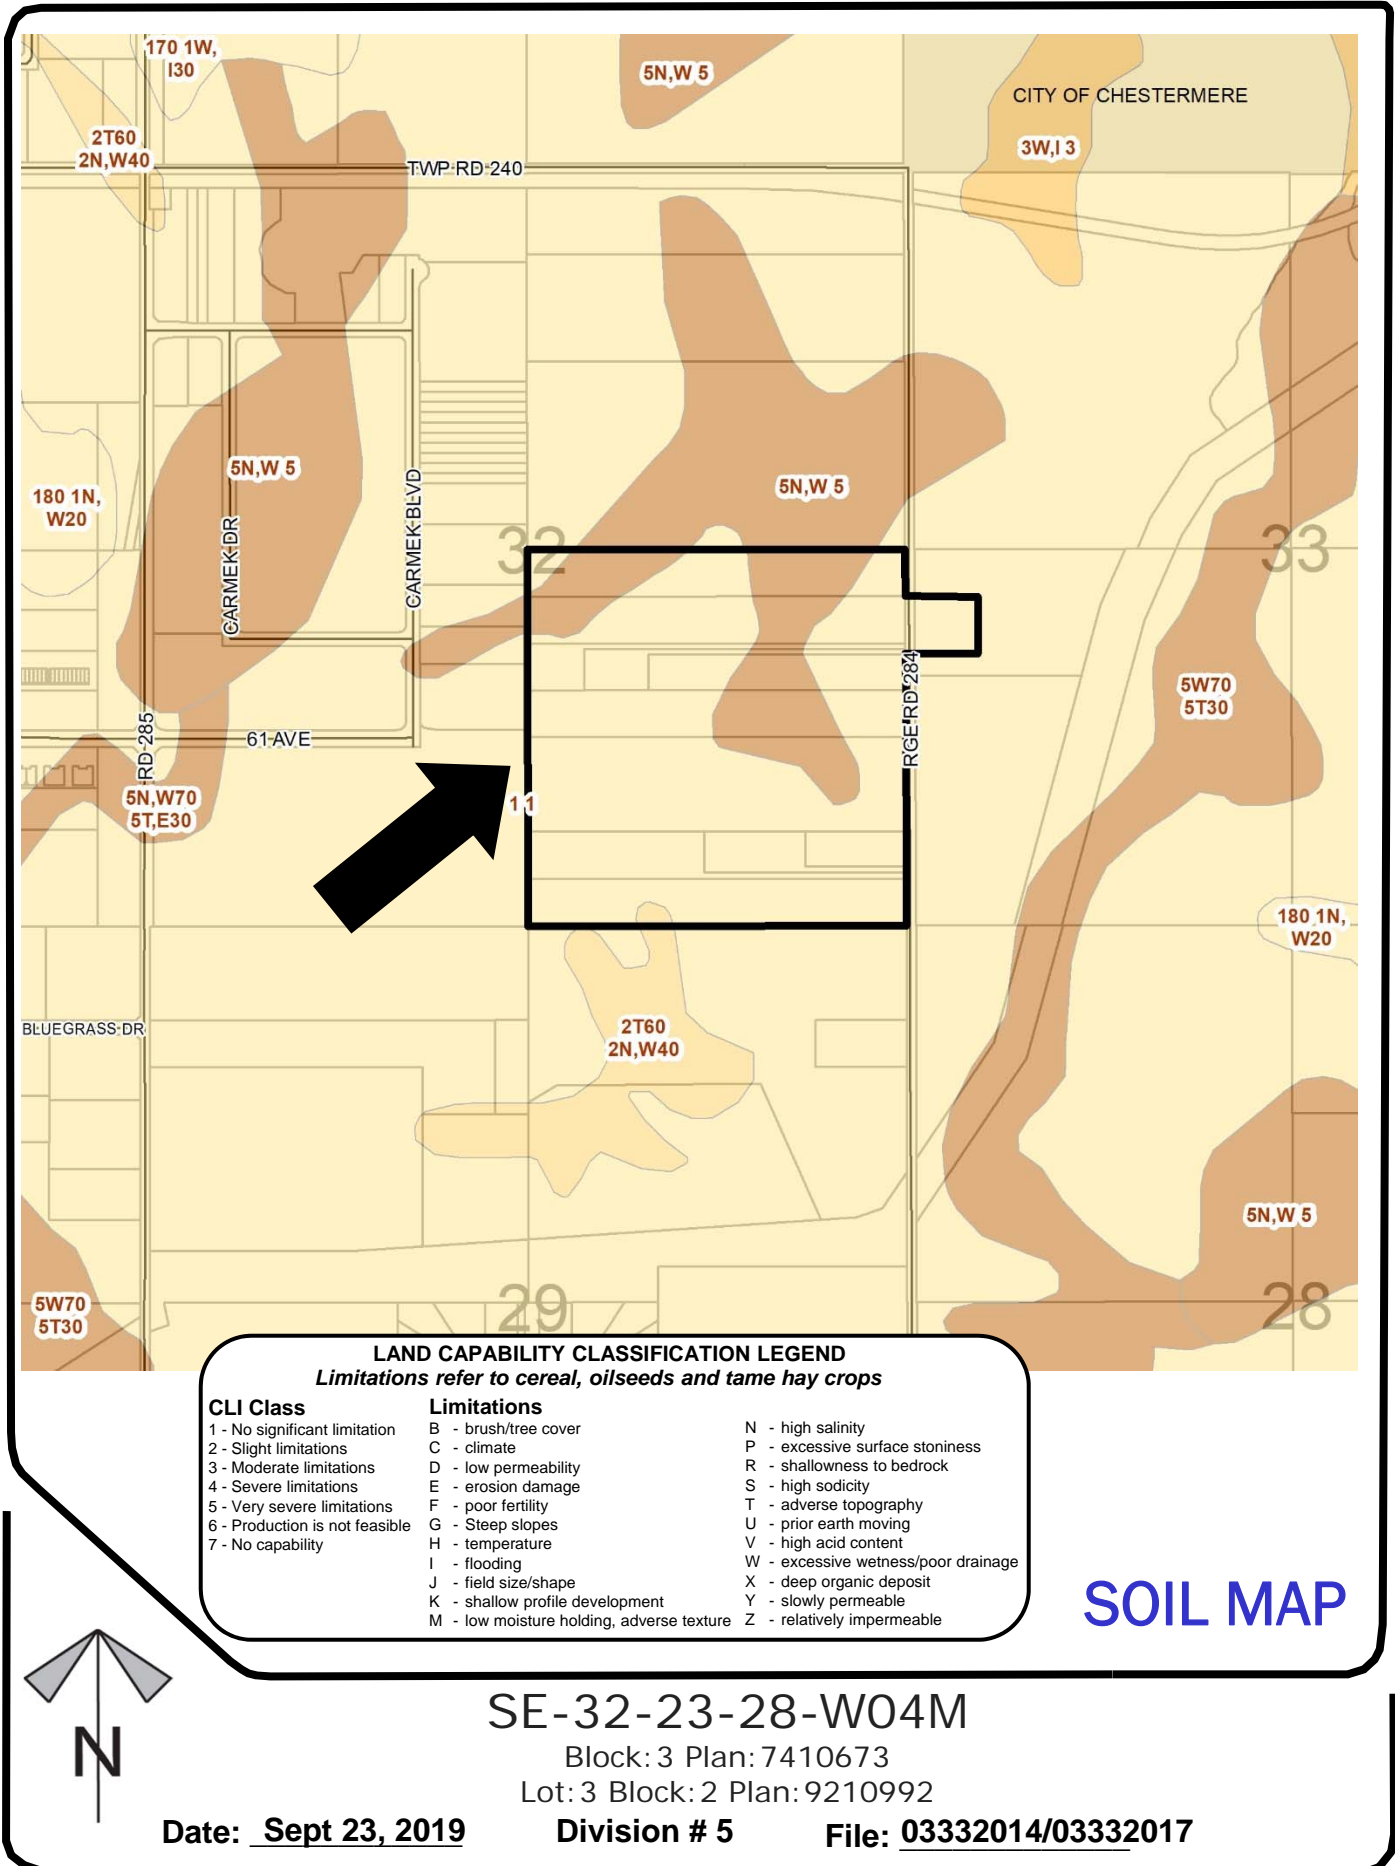 170 1W,
I30
5N,W 5
CITY OF CHESTERMERE
2T60
2N,W40
3W,I 3
TWP RD 240
5N,W 5
180 1N,
W20
5N,W 5
CARMEK DR
CARMEK BLVD
32
33
RGE RD 284
5W70
5T30
RD 285
61 AVE
5N,W70
5T,E30
1 1
180 1N,
W20
BLUEGRASS DR
2T60
2N,W40
5N,W 5
5W70
5T30
29
28
LAND CAPABILITY CLASSIFICATION LEGEND
Limitations refer to cereal, oilseeds and tame hay crops
CLI Class
1 - No significant limitation
2 - Slight limitations
3 - Moderate limitations
4 - Severe limitations
5 - Very severe limitations
6 - Production is not feasible
7 - No capability
Limitations
B - brush/tree cover
C - climate
D - low permeability
E - erosion damage
F - poor fertility
G - Steep slopes
H - temperature
I - flooding
J - field size/shape
K - shallow profile development
M - low moisture holding, adverse texture
N - high salinity
P - excessive surface stoniness
R - shallowness to bedrock
S - high sodicity
T - adverse topography
U - prior earth moving
V - high acid content
W - excessive wetness/poor drainage
X - deep organic deposit
Y - slowly permeable
Z - relatively impermeable
SOIL MAP
N
SE-32-23-28-W04M
Block:3 Plan:7410673
Lot:3 Block:2 Plan:9210992
Date: Sept 23, 2019 Division # 5 File: 03332014/03332017